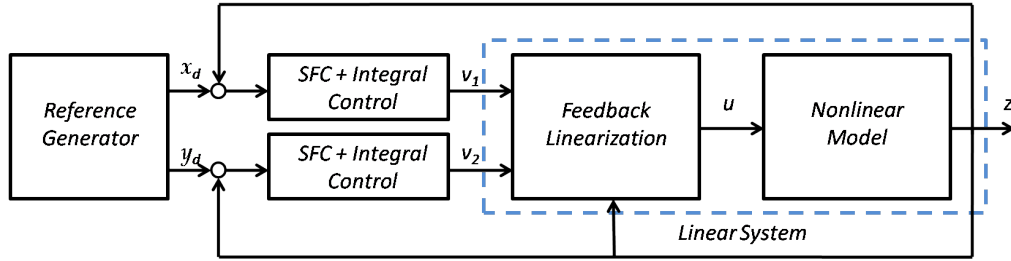 Reference
Generator
x_d
y_d
SFC + Integral
Control
SFC + Integral
Control
v_1
v_2
Feedback
Linearization
u
Nonlinear
Model
z
Linear System